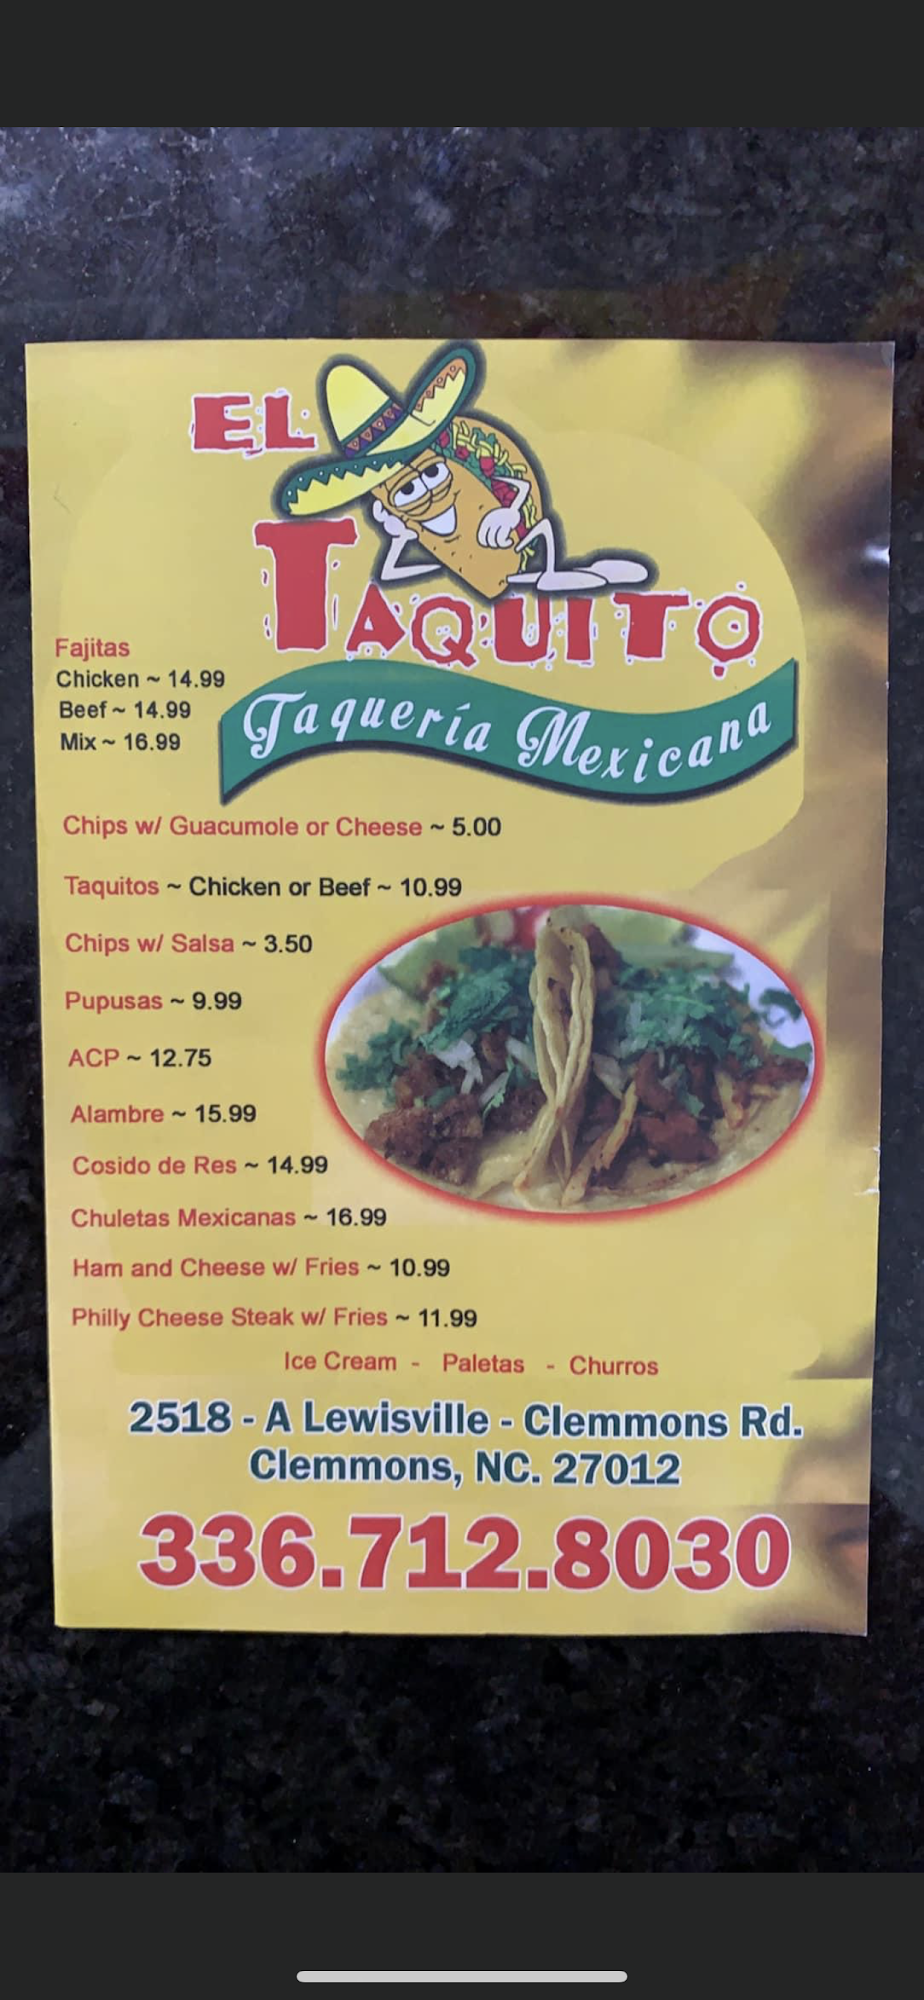 EL
TAQUITO
Taquería Mexicana
Fajitas
Chicken ~ 14.99
Beef ~ 14.99
Mix ~ 16.99
Chips w/ Guacumole or Cheese ~ 5.00
Taquitos ~ Chicken or Beef ~ 10.99
Chips w/ Salsa ~ 3.50
Pupusas ~ 9.99
ACP ~ 12.75
Alambre ~ 15.99
Cosido de Res ~ 14.99
Chuletas Mexicanas ~ 16.99
Ham and Cheese w/ Fries ~ 10.99
Philly Cheese Steak w/ Fries ~ 11.99
Ice Cream - Paletas - Churros
2518 - A Lewisville - Clemmons Rd.
Clemmons, NC. 27012
336.712.8030